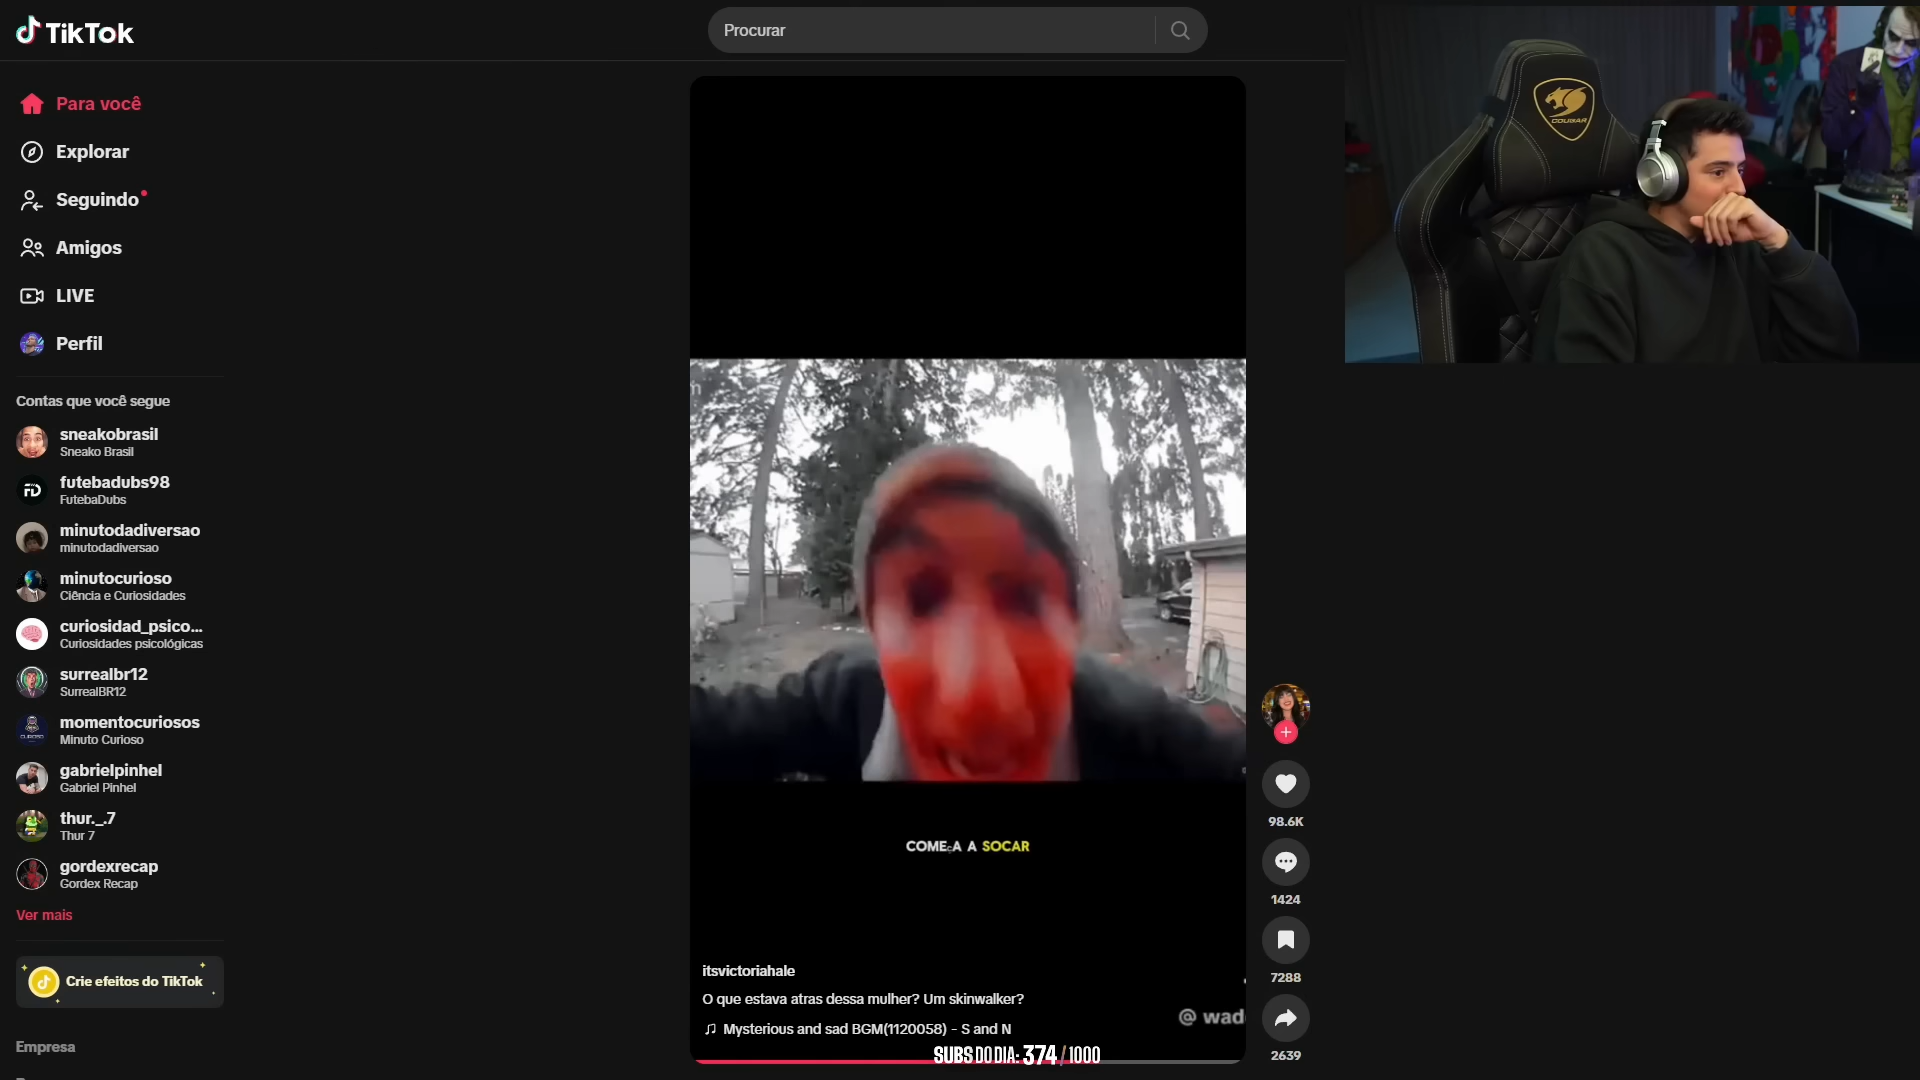 TikTok
Procurar
Para você
Explorar
Seguindo
Amigos
LIVE
Perfil
Contas que você segue
sneakobrasil
Sneako Brasil
futebadubs98
FutebaDubs
minutodadiversao
minutodadiversao
minutocurioso
Ciência e Curiosidades
curiosidad_psico...
Curiosidades psicológicas
surrealbr12
SurrealBR12
momentocuriosos
Minuto Curioso
gabrielpinhel
Gabriel Pinhel
thur._.7
Thur 7
gordexrecap
Gordex Recap
Ver mais
Crie efeitos do TikTok
Empresa
COUGAR
COMEçA A SOCAR
98.6K
1424
7288
2639
itsvictoriahale
O que estava atras dessa mulher? Um skinwalker?
Mysterious and sad BGM(1120058) - S and N
@ wad
SUBS DO DIA: 374 / 1000